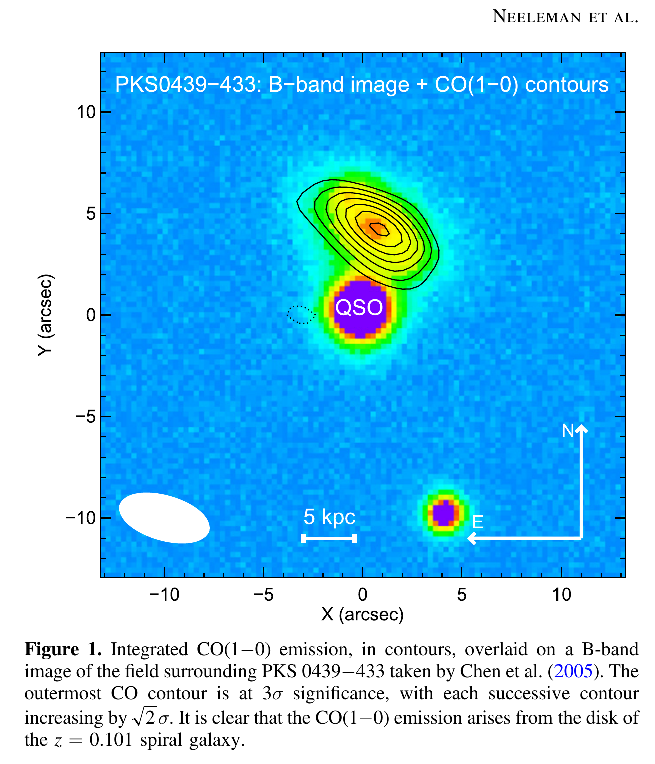 NEELEMAN ET AL.
PKS0439−433: B−band image + CO(1−0) contours
10
5
QSO
0
Y (arcsec)
−5
N
5 kpc
E
−10
−10 −5 0 5 10
X (arcsec)
Figure 1. Integrated CO(1−0) emission, in contours, overlaid on a B-band
image of the field surrounding PKS 0439−433 taken by Chen et al. (2005). The
outermost CO contour is at 3σ significance, with each successive contour
increasing by √2 σ. It is clear that the CO(1−0) emission arises from the disk of
the z = 0.101 spiral galaxy.